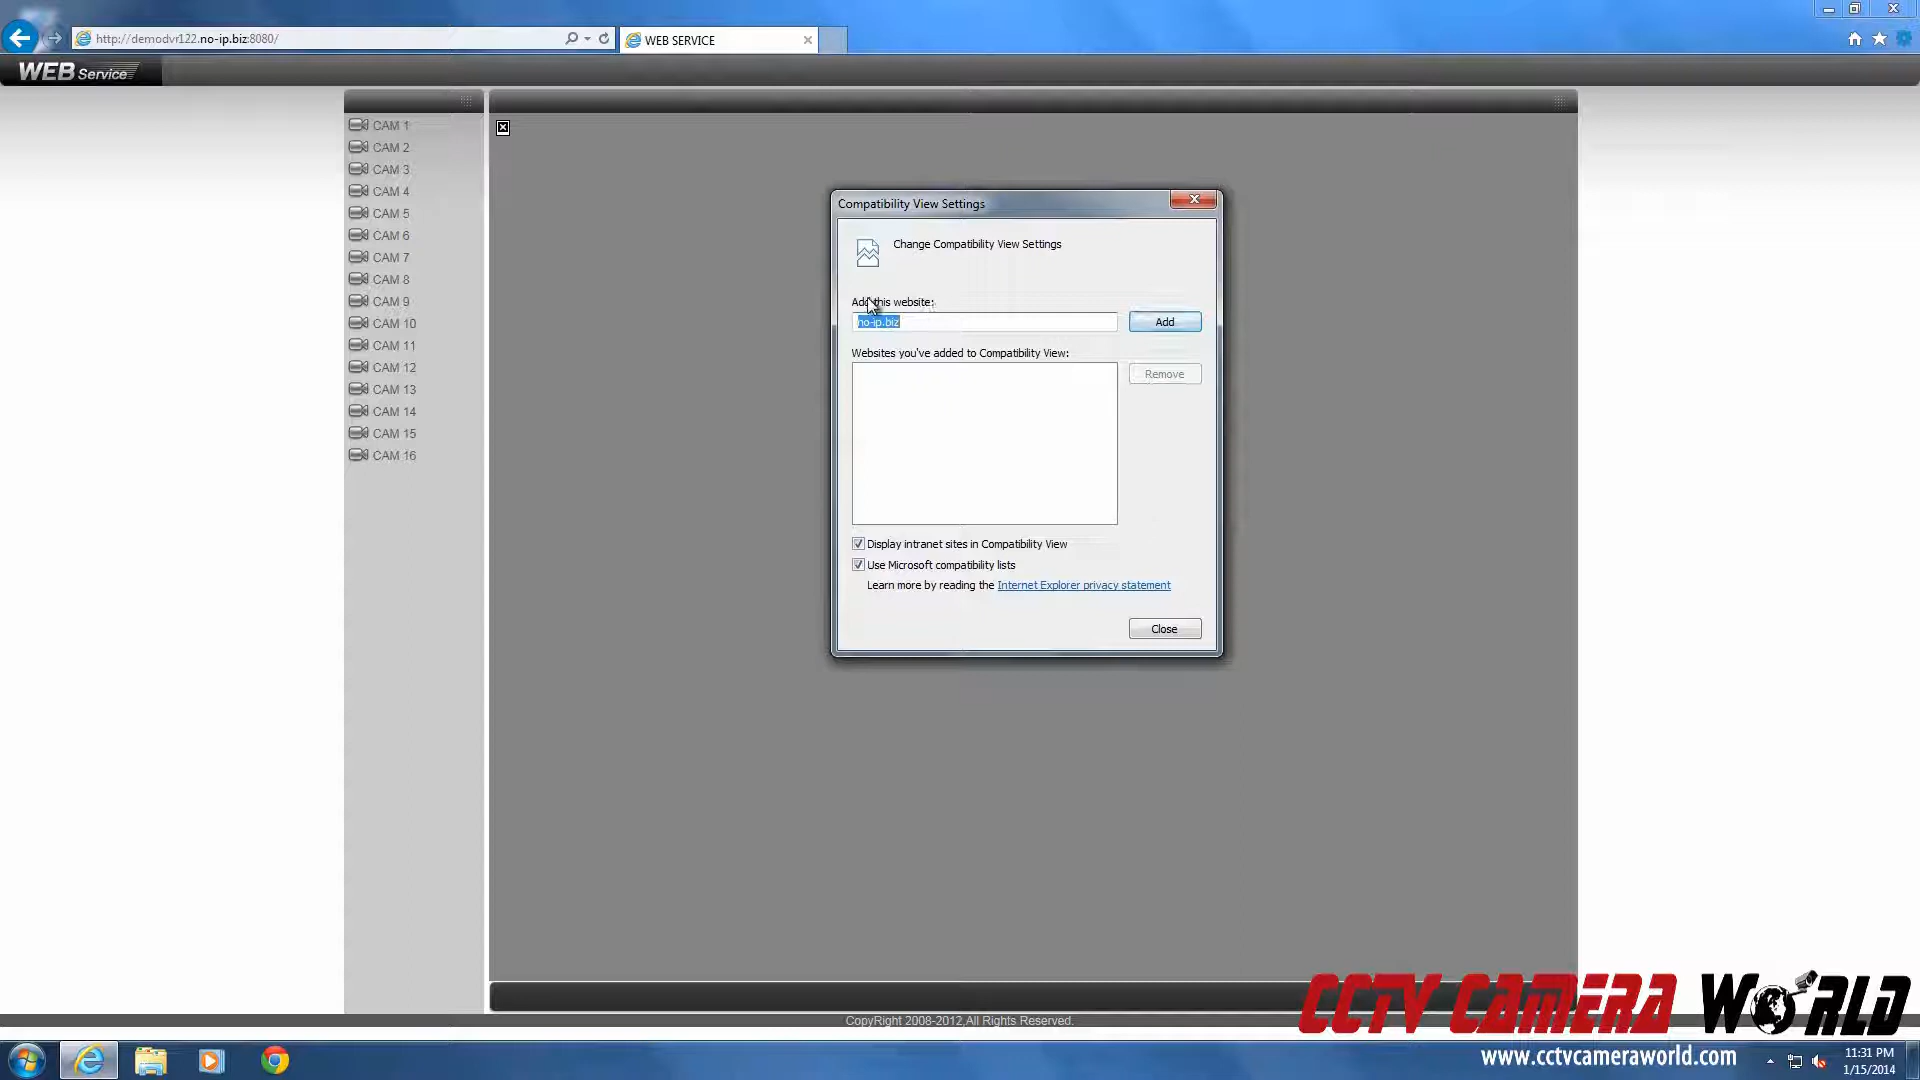 http://demodvr122.no-ip.biz:8080/
WEB SERVICE
WEB Service
CAM 1
CAM 2
CAM 3
CAM 4
CAM 5
CAM 6
CAM 7
CAM 8
CAM 9
CAM 10
CAM 11
CAM 12
CAM 13
CAM 14
CAM 15
CAM 16
Compatibility View Settings
Change Compatibility View Settings
Add this website:
no-ip.biz
Add
Websites you've added to Compatibility View:
Remove
Display intranet sites in Compatibility View
Use Microsoft compatibility lists
Learn more by reading the Internet Explorer privacy statement
Close
CopyRight 2008-2012,All Rights Reserved.
CCTV CAMERA WORLD
www.cctvcameraworld.com
11:31 PM
1/15/2014